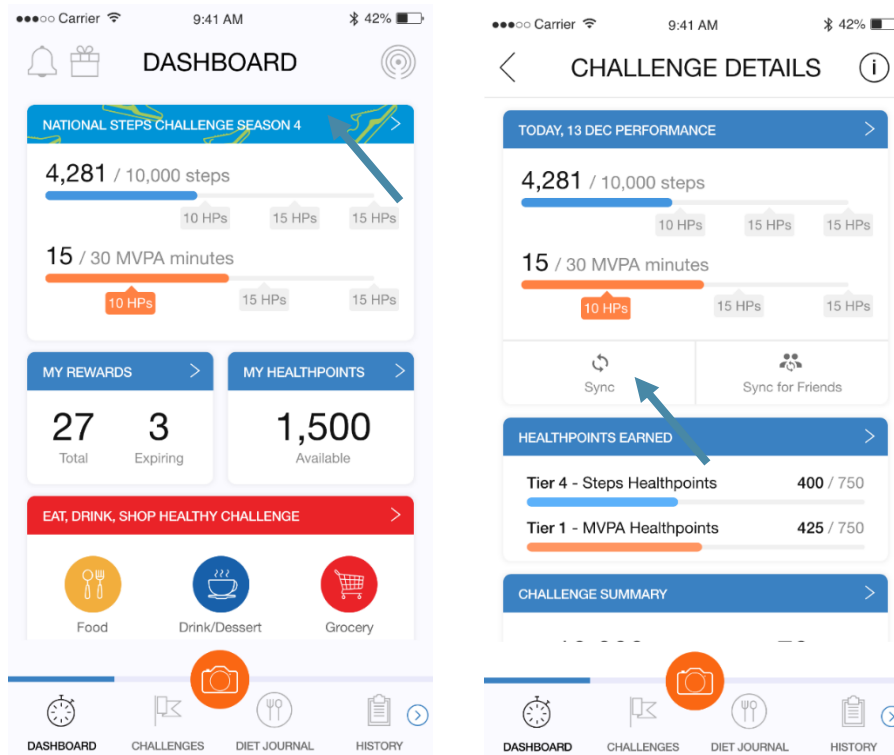 Carrier 9:41 AM 42%
DASHBOARD
NATIONAL STEPS CHALLENGE SEASON 4
4,281 / 10,000 steps
10 HPs 15 HPs 15 HPs
15 / 30 MVPA minutes
10 HPs 15 HPs 15 HPs
MY REWARDS
27 3
Total Expiring
MY HEALTHPOINTS
1,500
Available
EAT, DRINK, SHOP HEALTHY CHALLENGE
Food Drink/Dessert Grocery
DASHBOARD CHALLENGES DIET JOURNAL HISTORY
Carrier 9:41 AM 42%
CHALLENGE DETAILS
TODAY, 13 DEC PERFORMANCE
4,281 / 10,000 steps
10 HPs 15 HPs 15 HPs
15 / 30 MVPA minutes
10 HPs 15 HPs 15 HPs
Sync Sync for Friends
HEALTHPOINTS EARNED
Tier 4 - Steps Healthpoints 400 / 750
Tier 1 - MVPA Healthpoints 425 / 750
CHALLENGE SUMMARY
DASHBOARD CHALLENGES DIET JOURNAL HISTORY